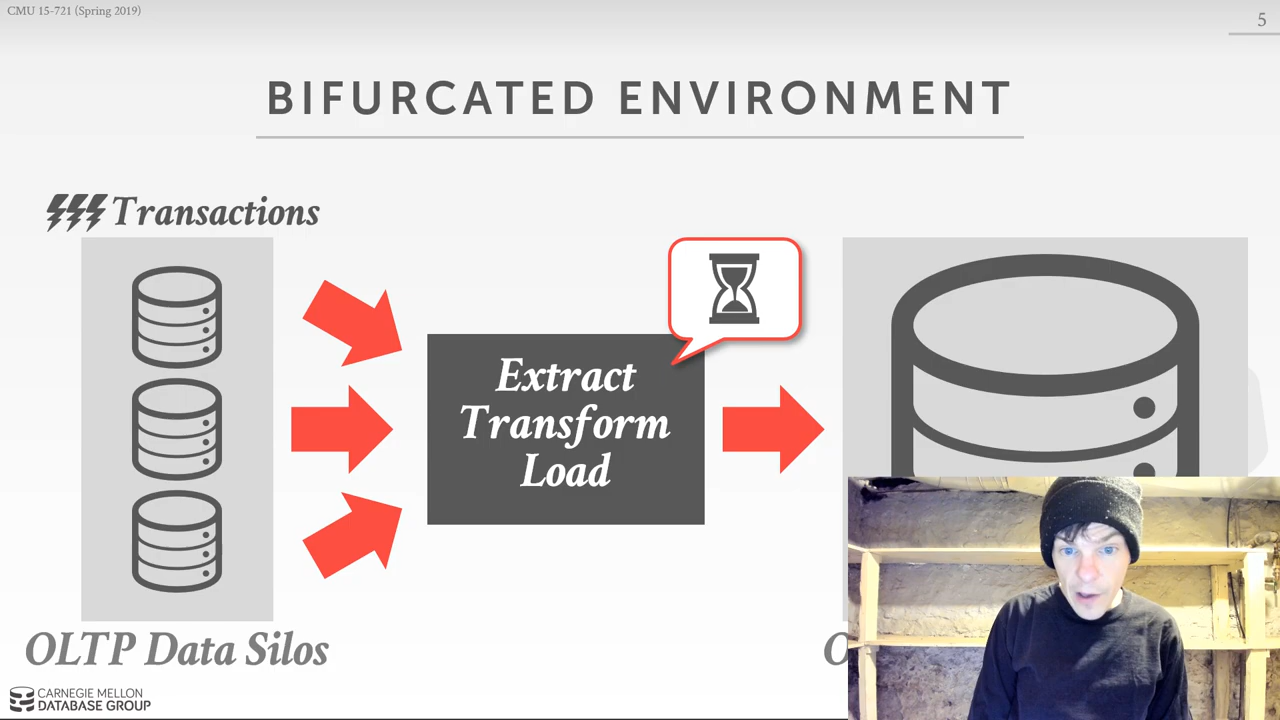 CMU 15-721 (Spring 2019)
5
BIFURCATED ENVIRONMENT
Transactions
Extract
Transform
Load
OLTP Data Silos
O
CARNEGIE MELLON
DATABASE GROUP